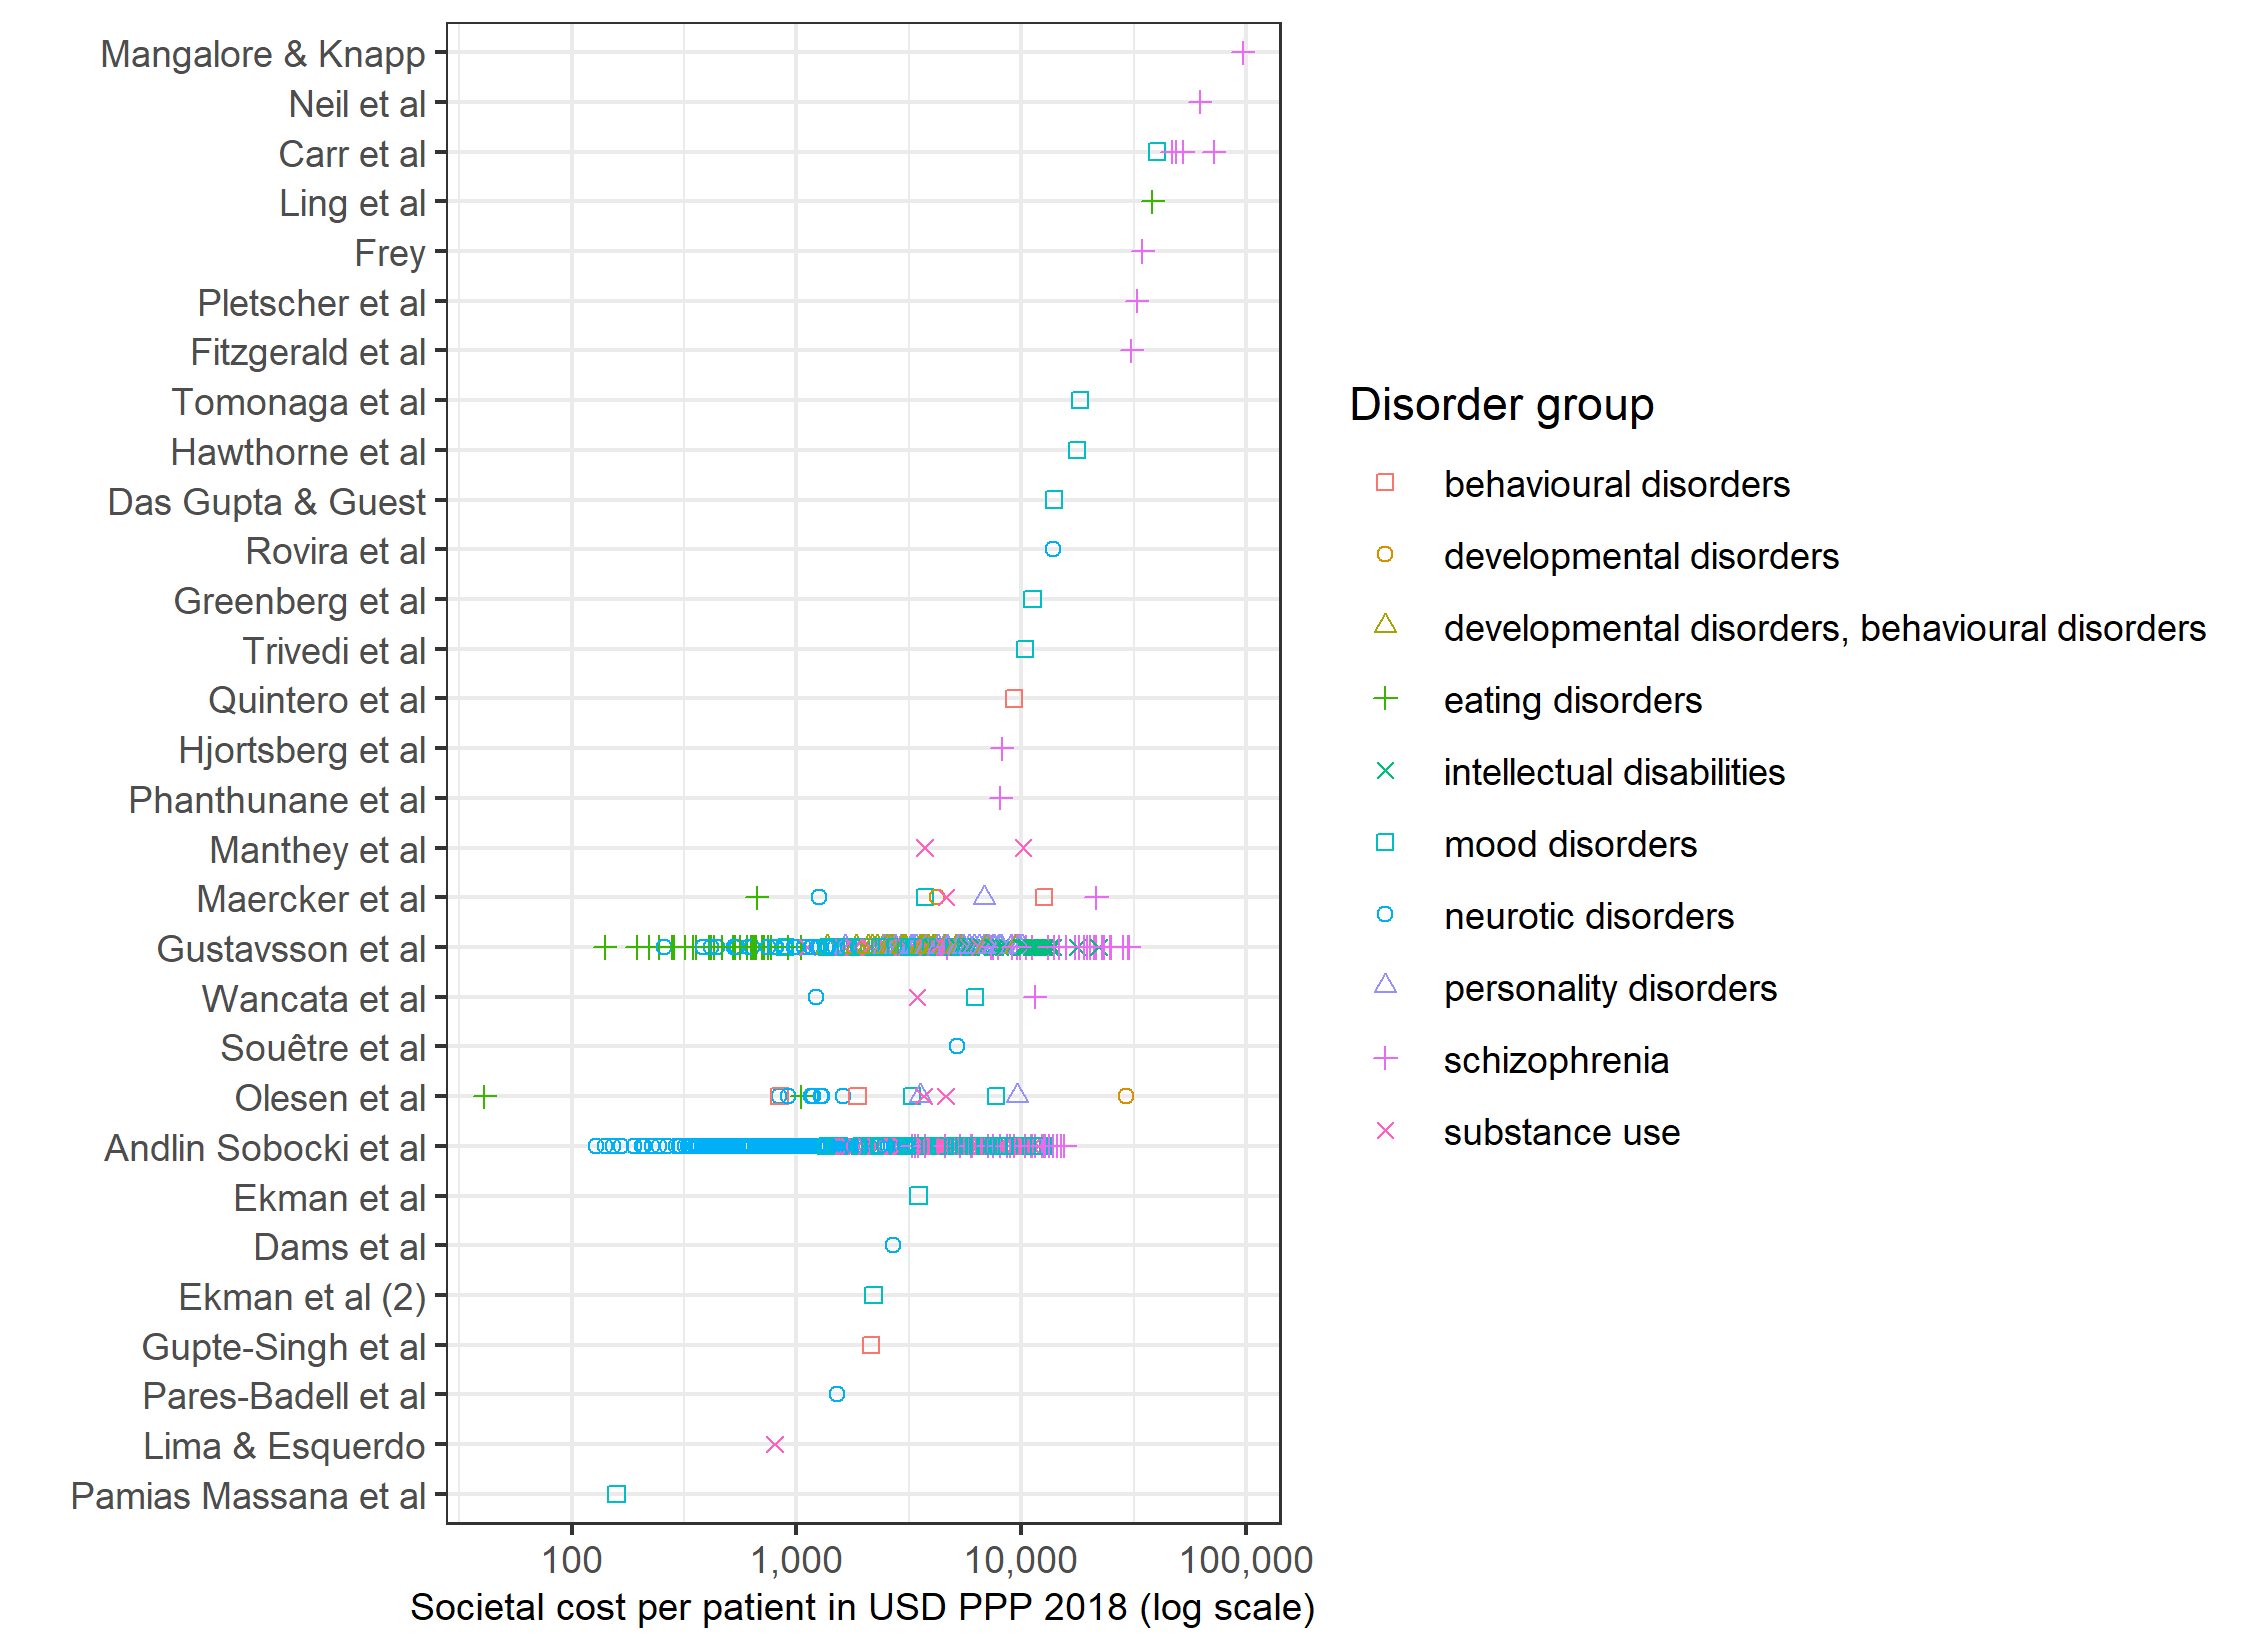 Mangalore & Knapp
Neil et al
Carr et al
Ling et al
Frey
Pletscher et al
Fitzgerald et al
Tomonaga et al
Hawthorne et al
Das Gupta & Guest
Rovira et al
Greenberg et al
Trivedi et al
Quintero et al
Hjortsberg et al
Phanthunane et al
Manthey et al
Maercker et al
Gustavsson et al
Wancata et al
Souêtre et al
Olesen et al
Andlin Sobocki et al
Ekman et al
Dams et al
Ekman et al (2)
Gupte-Singh et al
Pares-Badell et al
Lima & Esquerdo
Pamias Massana et al
100 1,000 10,000 100,000
Societal cost per patient in USD PPP 2018 (log scale)
Disorder group
behavioural disorders
developmental disorders
developmental disorders, behavioural disorders
eating disorders
intellectual disabilities
mood disorders
neurotic disorders
personality disorders
schizophrenia
substance use